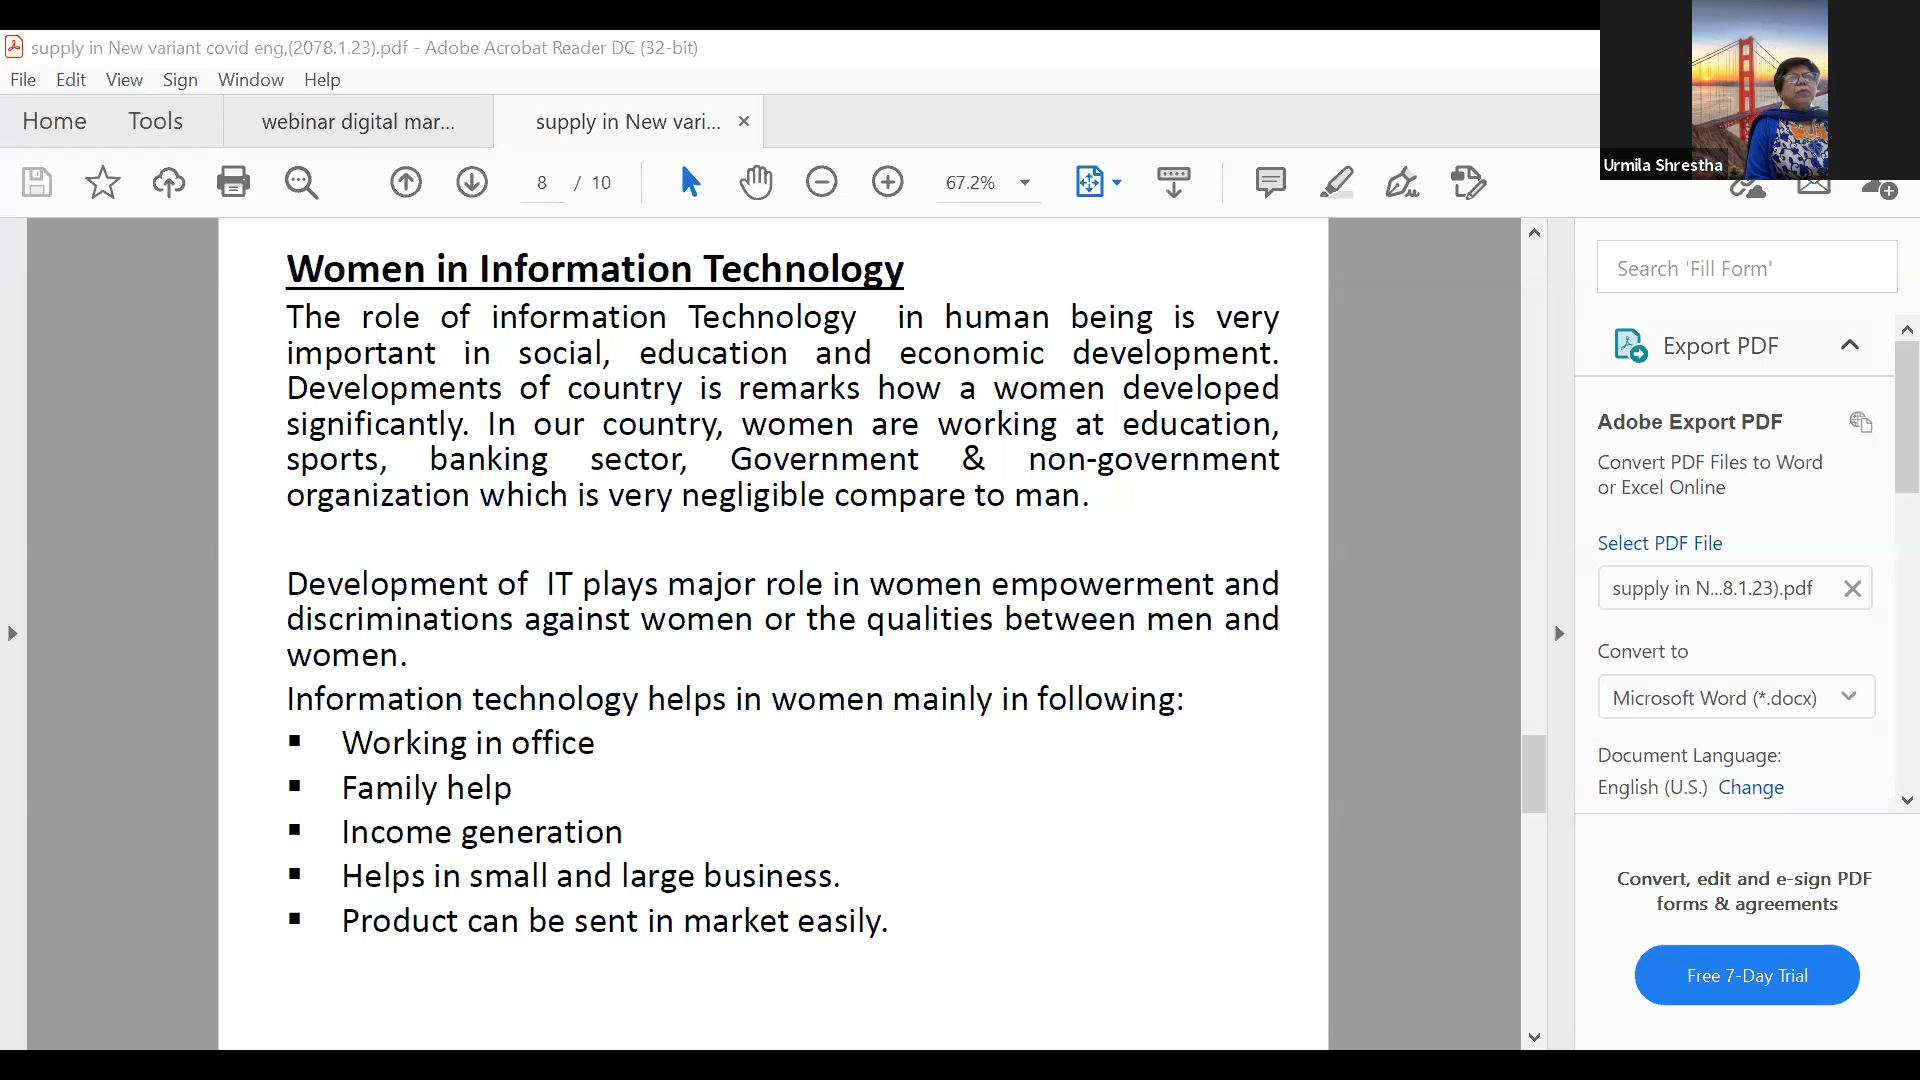 supply in New variant covid eng,(2078.1.23).pdf - Adobe Acrobat Reader DC (32-bit)
File Edit View Sign Window Help
Home Tools webinar digital mar... supply in New vari... ×
8 / 10 67.2%
Urmila Shrestha
Women in Information Technology
The role of information Technology in human being is very
important in social, education and economic development.
Developments of country is remarks how a women developed
significantly. In our country, women are working at education,
sports, banking sector, Government & non-government
organization which is very negligible compare to man.
Development of IT plays major role in women empowerment and
discriminations against women or the qualities between men and
women.
Information technology helps in women mainly in following:
▪ Working in office
▪ Family help
▪ Income generation
▪ Helps in small and large business.
▪ Product can be sent in market easily.
Search 'Fill Form'
Export PDF
Adobe Export PDF
Convert PDF Files to Word
or Excel Online
Select PDF File
supply in N...8.1.23).pdf
Convert to
Microsoft Word (*.docx)
Document Language:
English (U.S.) Change
Convert, edit and e-sign PDF
forms & agreements
Free 7-Day Trial